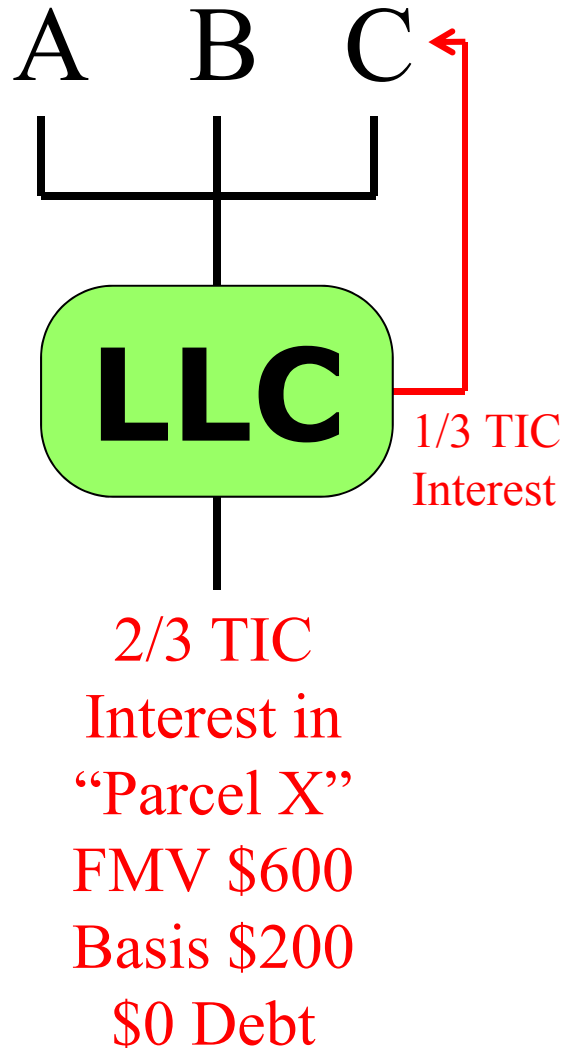 A B C
LLC
1/3 TIC
Interest
2/3 TIC
Interest in
“Parcel X”
FMV $600
Basis $200
$0 Debt